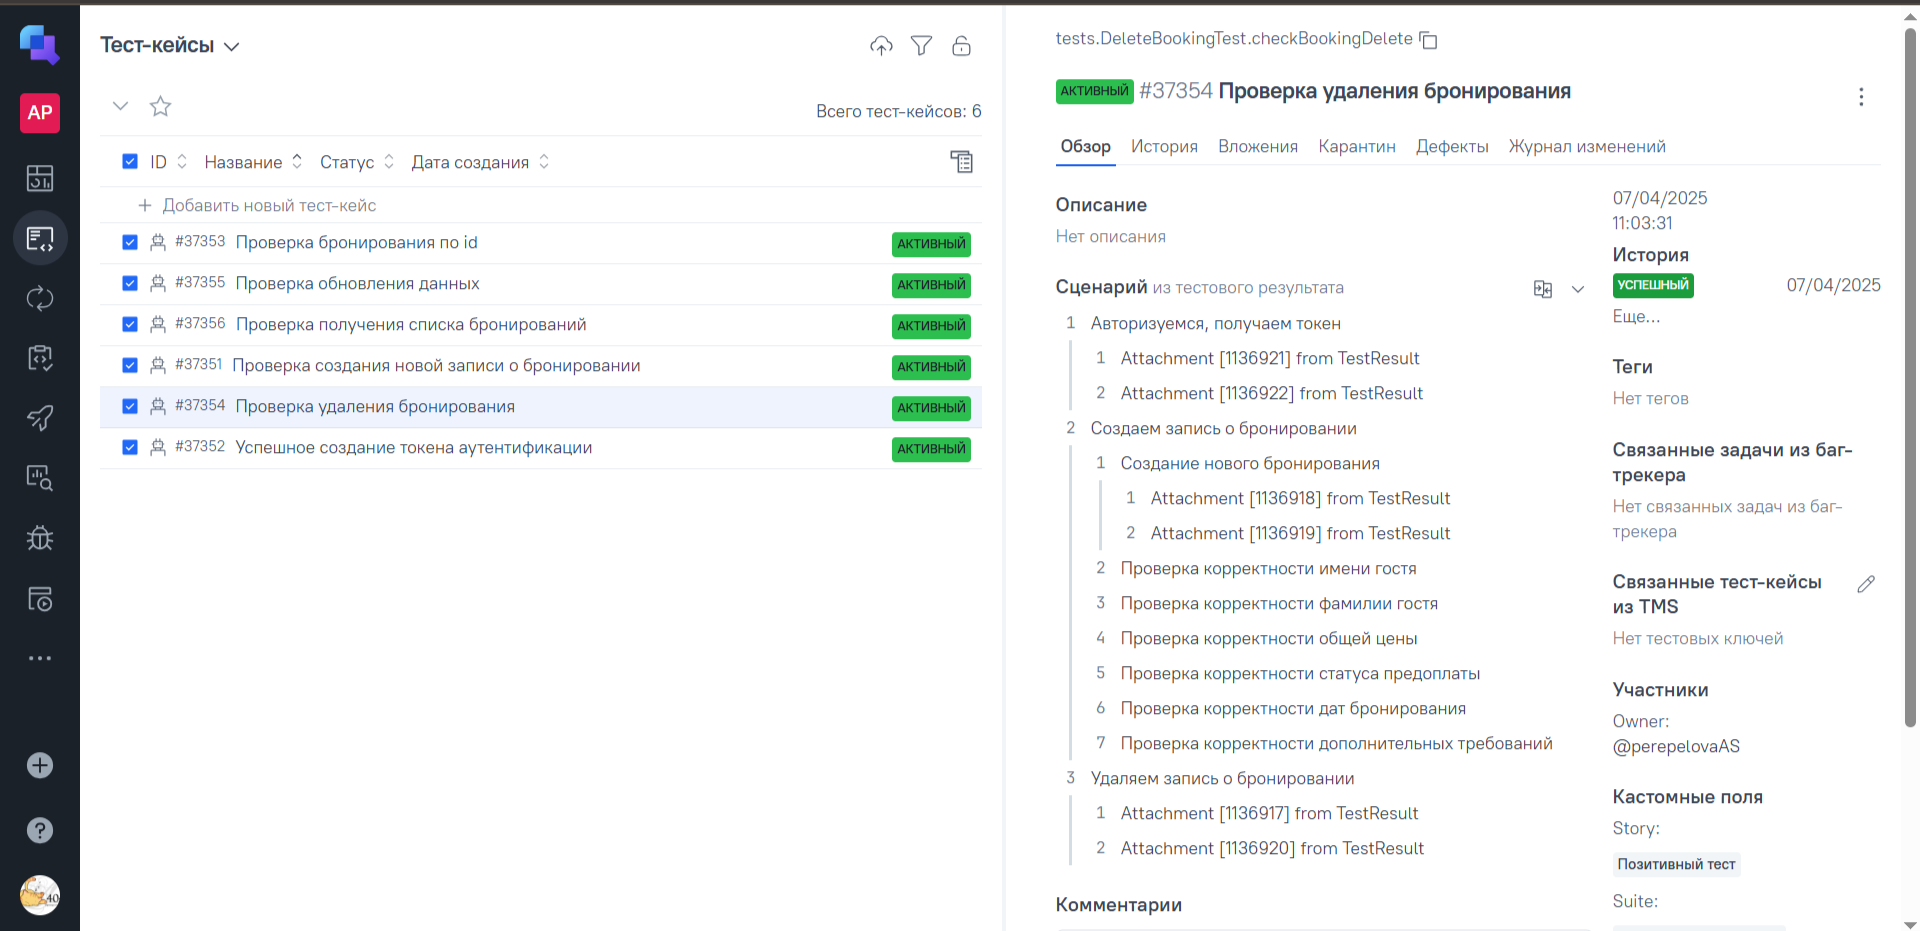 AP
Тест-кейсы
Всего тест-кейсов: 6
ID Название Статус Дата создания
Добавить новый тест-кейс
#37353 Проверка бронирования по id АКТИВНЫЙ
#37355 Проверка обновления данных АКТИВНЫЙ
#37356 Проверка получения списка бронирований АКТИВНЫЙ
#37351 Проверка создания новой записи о бронировании АКТИВНЫЙ
#37354 Проверка удаления бронирования АКТИВНЫЙ
#37352 Успешное создание токена аутентификации АКТИВНЫЙ
tests.DeleteBookingTest.checkBookingDelete
АКТИВНЫЙ #37354 Проверка удаления бронирования
Обзор История Вложения Карантин Дефекты Журнал изменений
Описание
Нет описания
Сценарий из тестового результата
1 Авторизуемся, получаем токен
1 Attachment [1136921] from TestResult
2 Attachment [1136922] from TestResult
2 Создаем запись о бронировании
1 Создание нового бронирования
1 Attachment [1136918] from TestResult
2 Attachment [1136919] from TestResult
2 Проверка корректности имени гостя
3 Проверка корректности фамилии гостя
4 Проверка корректности общей цены
5 Проверка корректности статуса предоплаты
6 Проверка корректности дат бронирования
7 Проверка корректности дополнительных требований
3 Удаляем запись о бронировании
1 Attachment [1136917] from TestResult
2 Attachment [1136920] from TestResult
Комментарии
07/04/2025
11:03:31
История
УСПЕШНЫЙ 07/04/2025
Еще...
Теги
Нет тегов
Связанные задачи из баг-
трекера
Нет связанных задач из баг-
трекера
Связанные тест-кейсы
из TMS
Нет тестовых ключей
Участники
Owner:
@perepelovaAS
Кастомные поля
Story:
Позитивный тест
Suite:
40